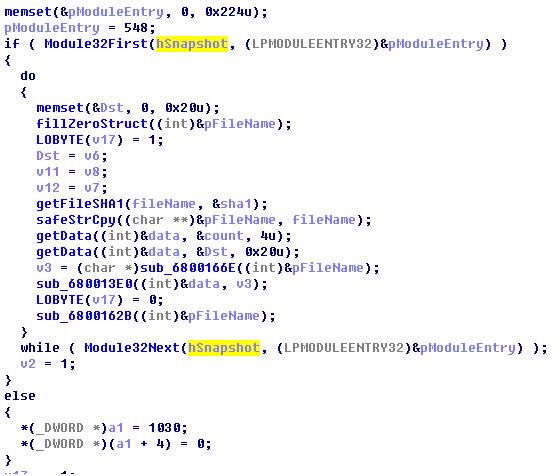 memset(&pModuleEntry, 0, 0x224u);
pModuleEntry = 548;
if ( Module32First(hSnapshot, (LPMODULEENTRY32)&pModuleEntry) )
{
do
{
memset(&Dst, 0, 0x20u);
fillZeroStruct((int)&pFileName);
LOBYTE(v17) = 1;
Dst = v6;
v11 = v8;
v12 = v7;
getFileSHA1(fileName, &sha1);
safeStrCpy((char **)&pFileName, fileName);
getData((int)&data, &count, 4u);
getData((int)&data, &Dst, 0x20u);
v3 = (char *)sub_6800166E((int)&pFileName);
sub_680013E0((int)&data, v3);
LOBYTE(v17) = 0;
sub_6800162B((int)&pFileName);
}
while ( Module32Next(hSnapshot, (LPMODULEENTRY32)&pModuleEntry) );
v2 = 1;
}
else
{
*(_DWORD *)a1 = 1030;
*(_DWORD *)(a1 + 4) = 0;
}